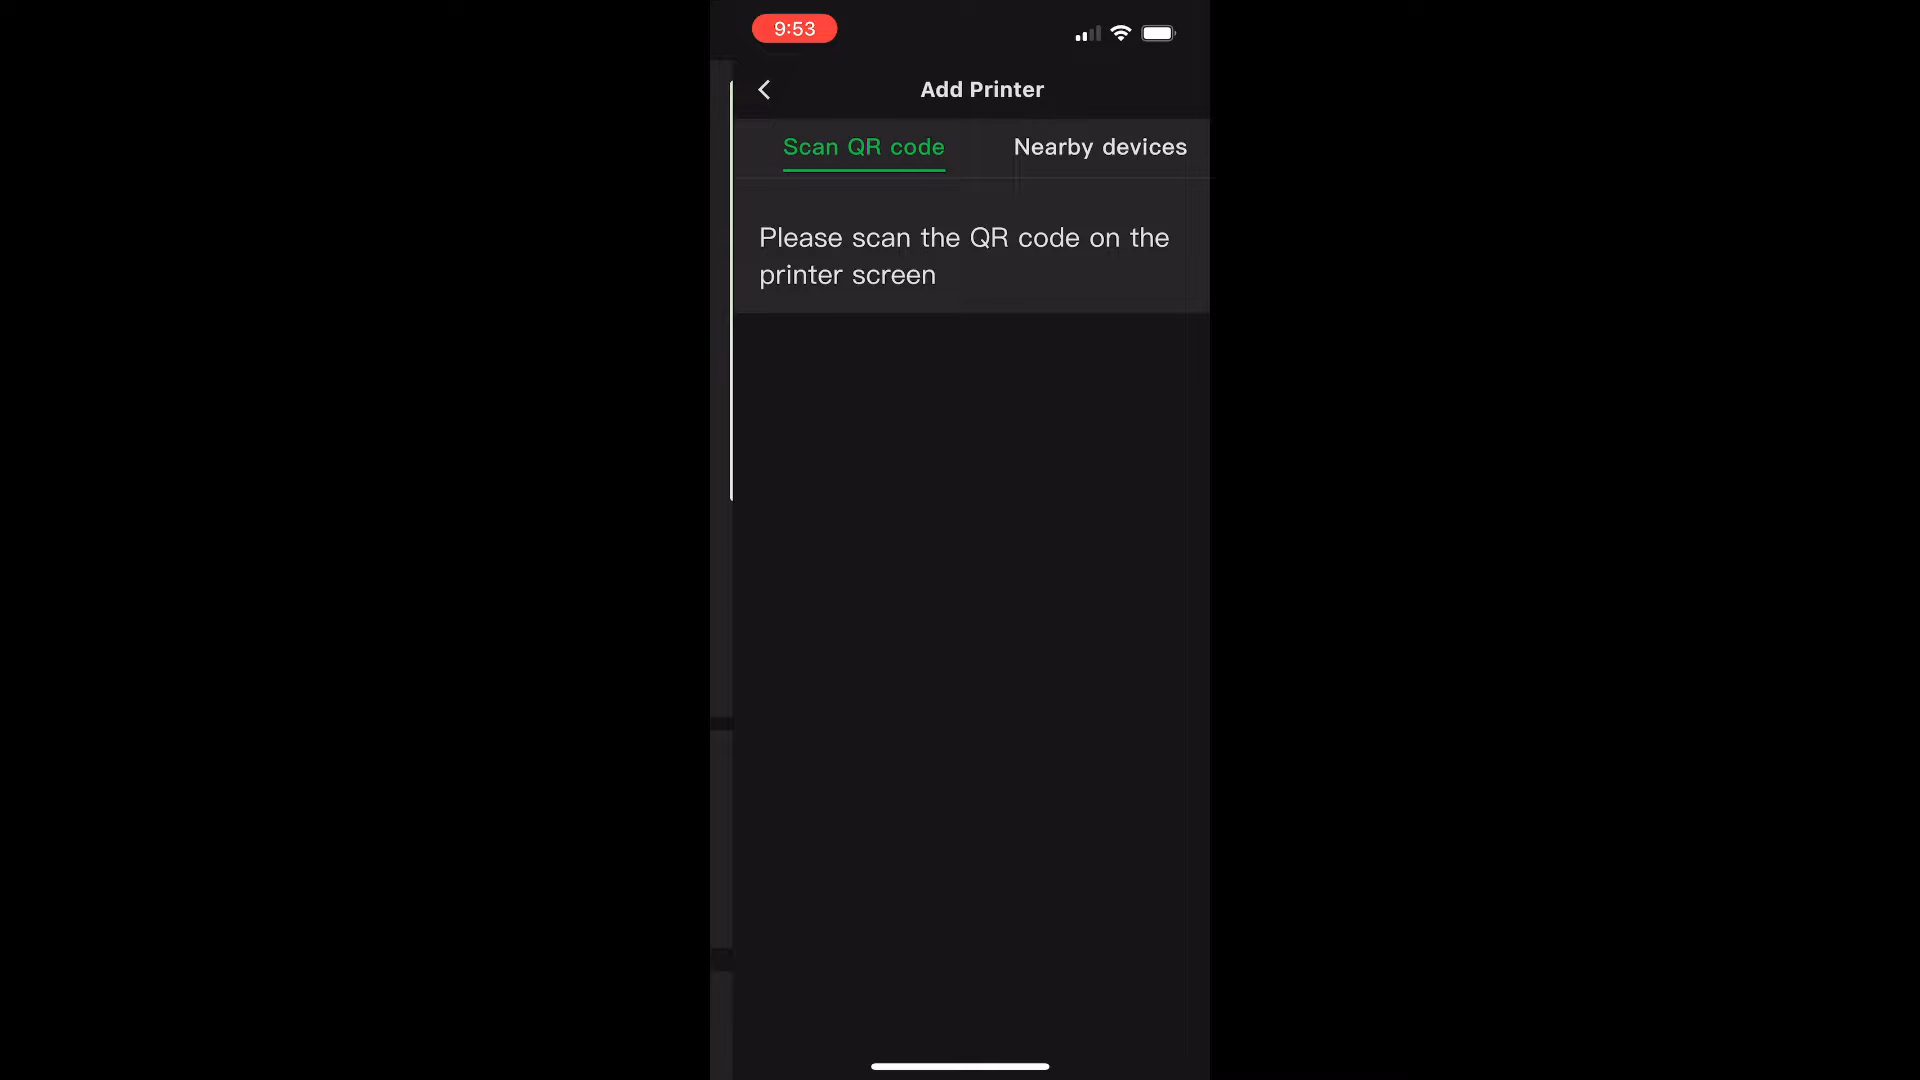 9:53
Add Printer
Scan QR code
Nearby devices
Please scan the QR code on the
printer screen